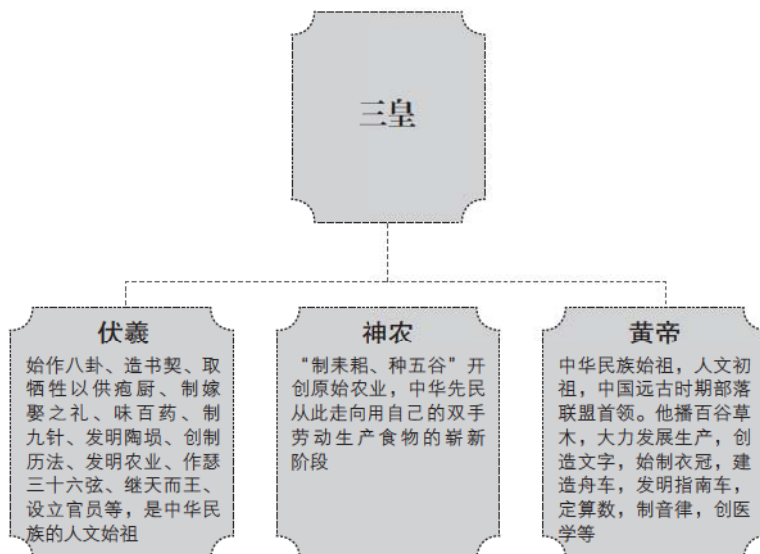 三皇
伏羲
始作八卦、造书契、取
牺牲以供疱厨、制嫁
娶之礼、味百药、制
九针、发明陶埙、创制
历法、发明农业、作瑟
三十六弦、继天而王、
设立官员等，是中华民
族的人文始祖
神农
“制耒耜、种五谷”开
创原始农业，中华先民
从此走向用自己的双手
劳动生产食物的崭新
阶段
黄帝
中华民族始祖，人文初
祖，中国远古时期部落
联盟首领。他播百谷草
木，大力发展生产，创
造文字，始制衣冠，建
造舟车，发明指南车，
定算数，制音律，创医
学等